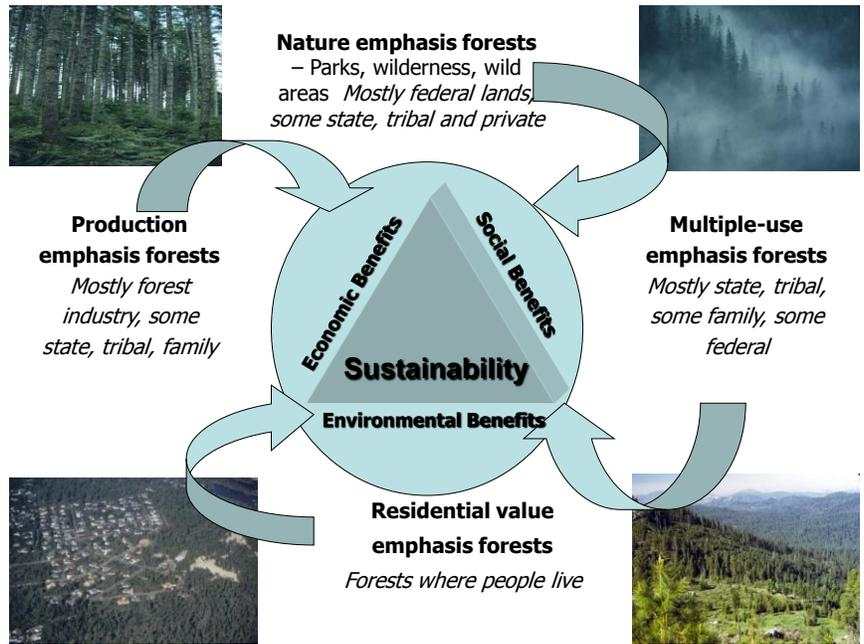 Nature emphasis forests
– Parks, wilderness, wild
areas Mostly federal lands,
some state, tribal and private
Production
emphasis forests
Mostly forest
industry, some
state, tribal, family
Economic Benefits
Social Benefits
Sustainability
Environmental Benefits
Multiple-use
emphasis forests
Mostly state, tribal,
some family, some
federal
Residential value
emphasis forests
Forests where people live